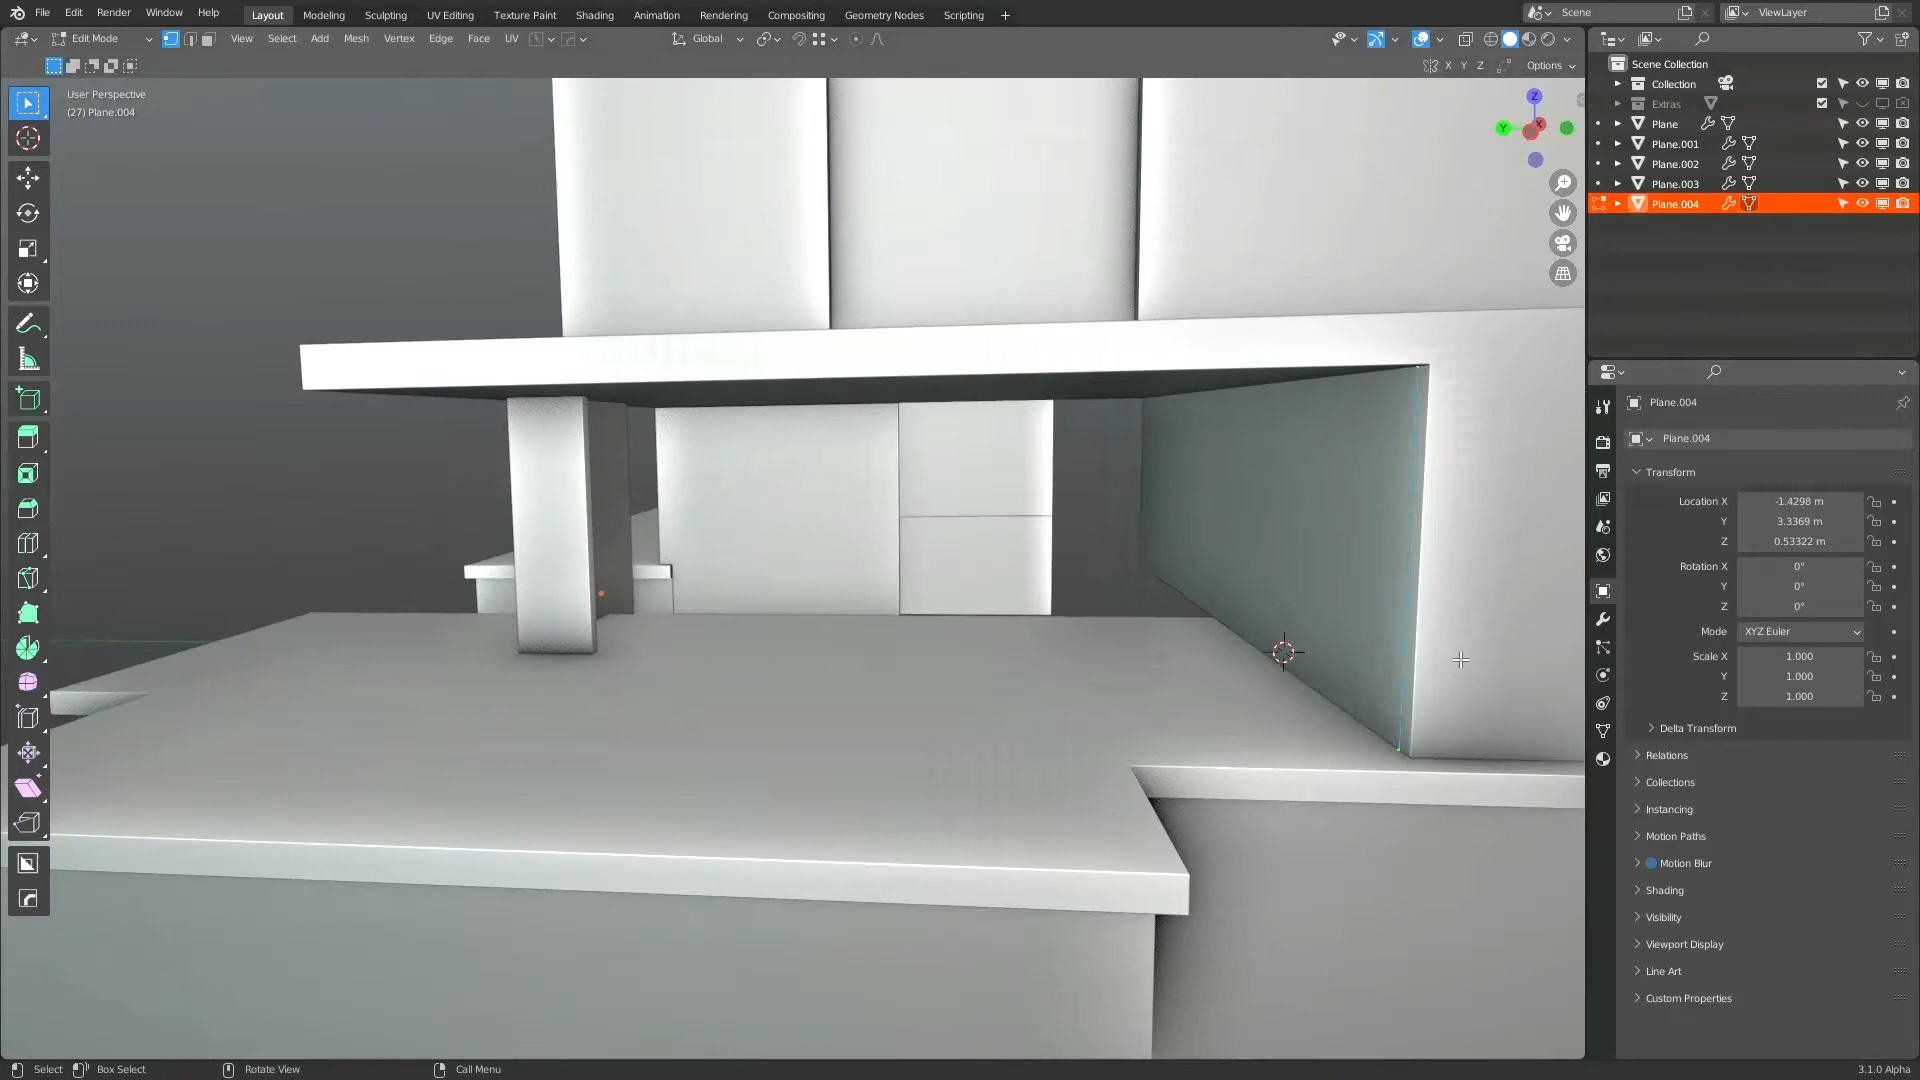 File Edit Render Window Help Layout Modeling Sculpting UV Editing Texture Paint Shading Animation Rendering Compositing Geometry Nodes Scripting + Scene ViewLayer
Edit Mode View Select Add Mesh Vertex Edge Face UV Global
X Y Z Options
User Perspective
(27) Plane.004
Z
Y
X
Scene Collection
Collection
Extras
Plane
Plane.001
Plane.002
Plane.003
Plane.004
Plane.004
Plane.004
Transform
Location X -1.4298 m
Y 3.3369 m
Z 0.53322 m
Rotation X 0°
Y 0°
Z 0°
Mode XYZ Euler
Scale X 1.000
Y 1.000
Z 1.000
Delta Transform
Relations
Collections
Instancing
Motion Paths
Motion Blur
Shading
Visibility
Viewport Display
Line Art
Custom Properties
Select Box Select Rotate View Call Menu 3.1.0 Alpha